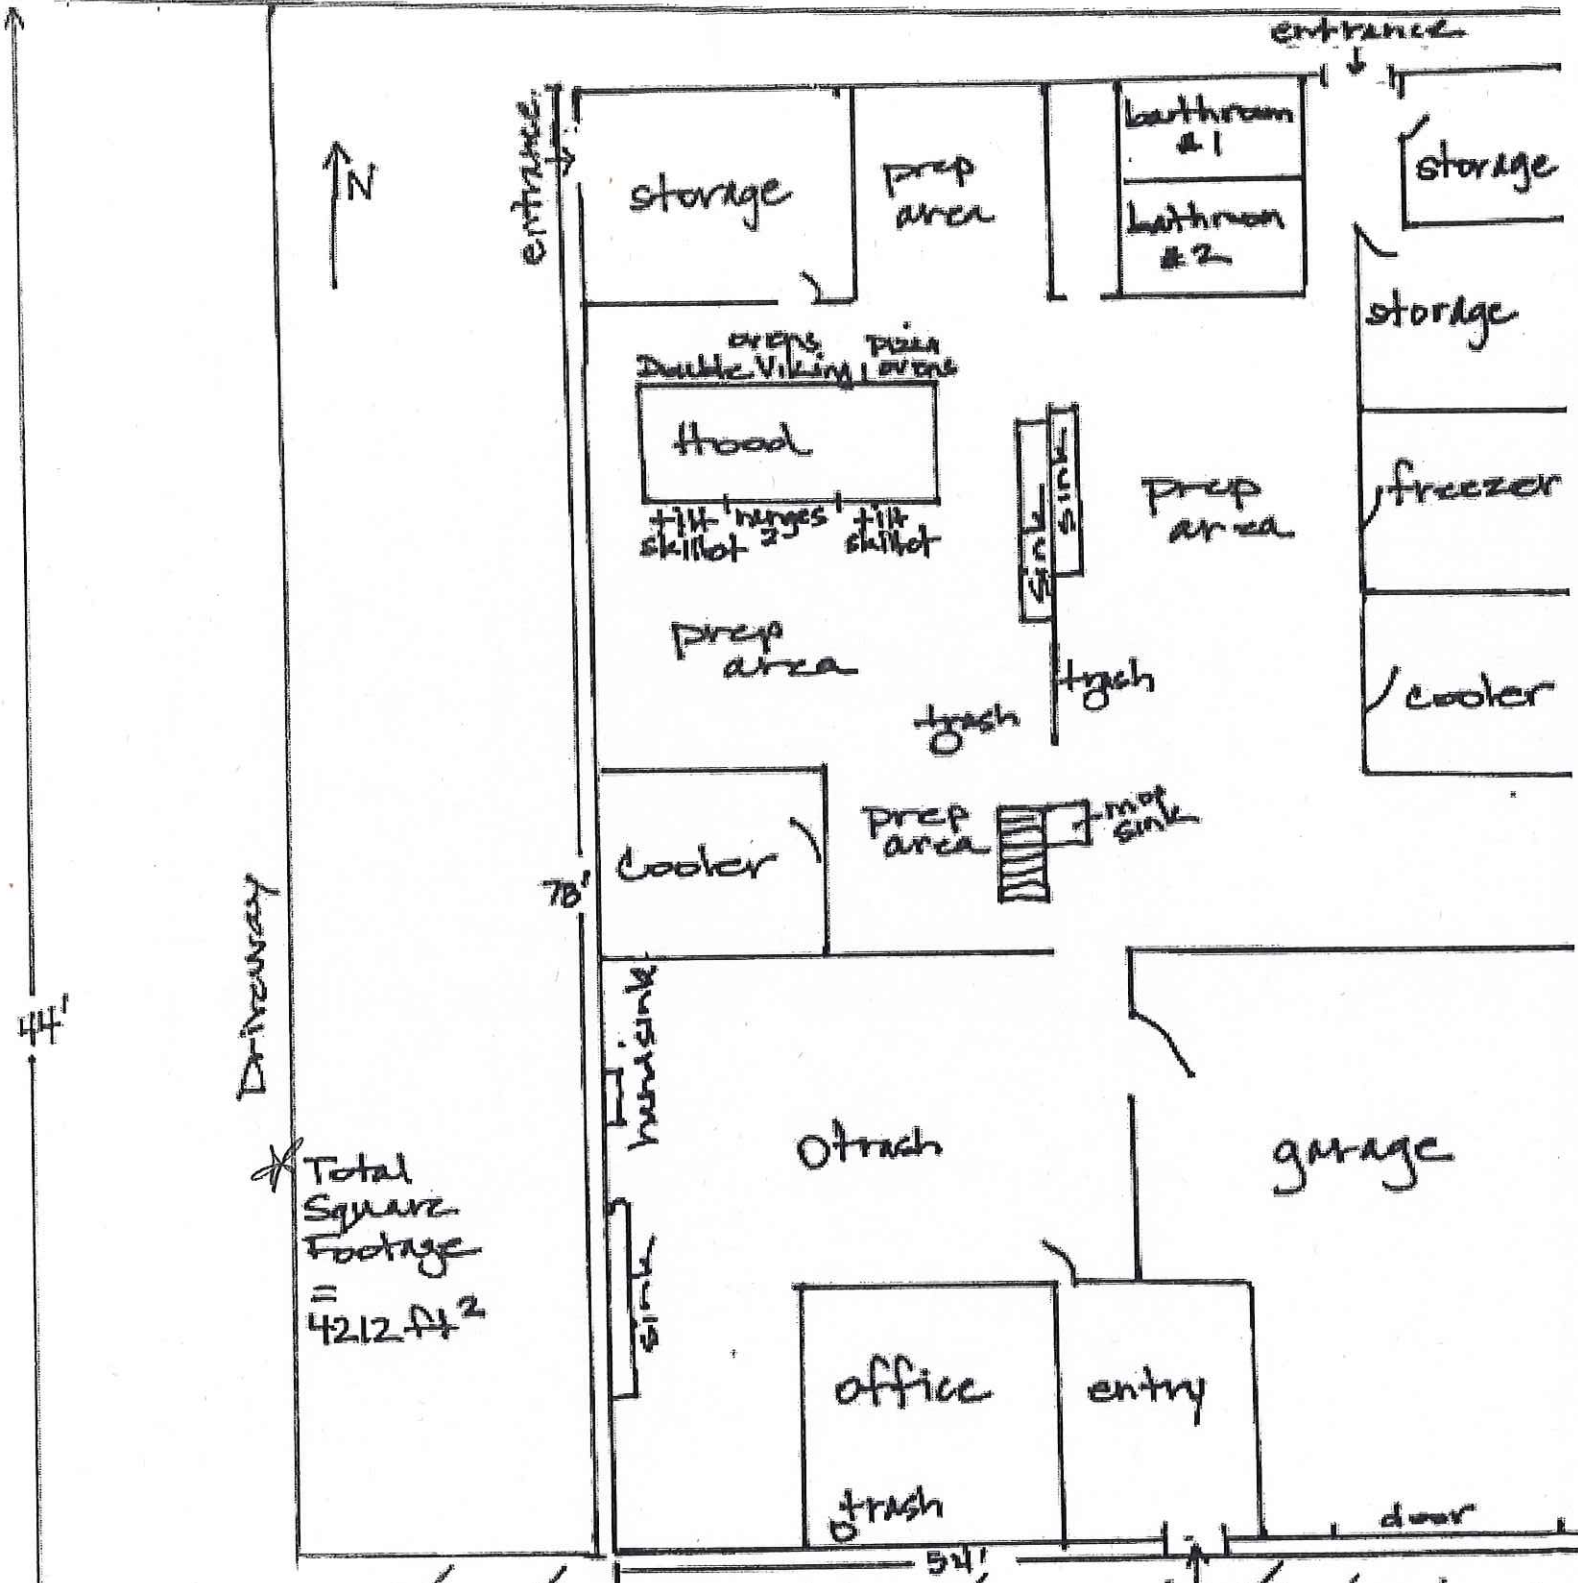 entrance
entrance
N
storage
prep
area
bathroom
#1
bathroom
#2
storage
storage
ovens
Double Viking
pizza
ovens
Hood
tilt
skillet
ranges
2
tilt
skillet
sink
sink
prep
area
freezer
prep
area
trash
trash
cooler
cooler
prep
area
mop
sink
78'
Driveway
44'
handsink
trash
garage
Total
Square
Footage
=
4212 ft²
sink
office
entry
trash
door
54'